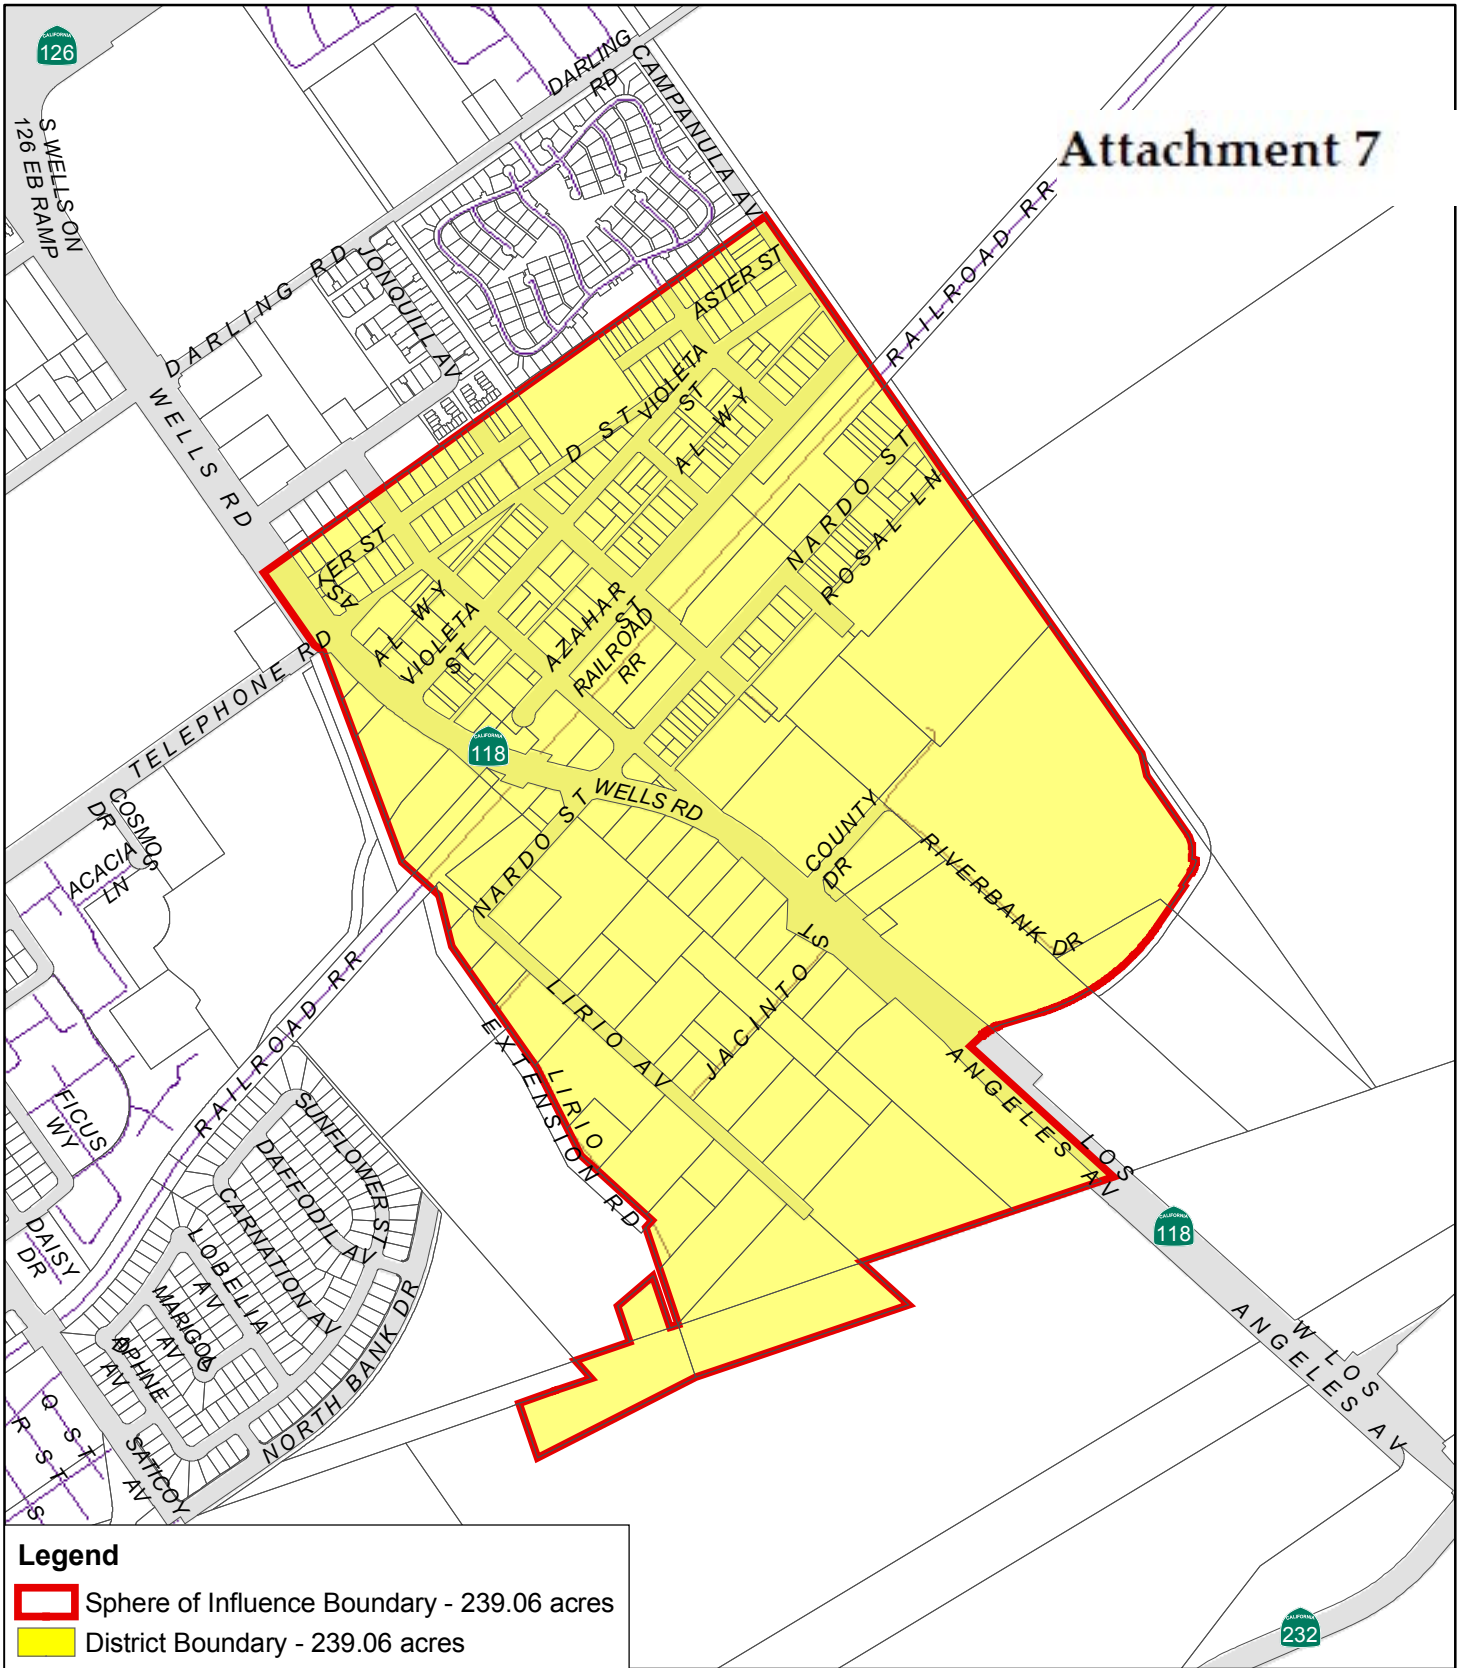 CALIFORNIA
126
S WELLS ON
126 EB RAMP
DARLING
RD
CAMPANULA AV
Attachment 7
RAILROAD RR
DARLING RD
JONQUILL AV
ASTER ST
WELLS RD
D ST
VIOLETA
ST
AL WY
NARDO ST
ROSAL LN
ASTER ST
AL WY
VIOLETA
ST
AZAHAR
ST
RAILROAD
RR
TELEPHONE RD
CALIFORNIA
118
WELLS RD
NARDO ST
COSMOS
DR
ACACIA
LN
COUNTY
DR
RIVERBANK DR
JACINTO ST
LIRIO AV
RAILROAD RR
LIRIO
EXTENSION RD
LOS
ANGELES AV
FICUS
WY
SUNFLOWER ST
DAFFODIL AV
CARNATION AV
LOBELIA
AV
MARIGOL
AV
DAPHNE
AV
DAISY
DR
NORTH BANK DR
SATICOY
AV
Q ST
R ST
S
CALIFORNIA
118
W LOS
ANGELES AV
CALIFORNIA
232
Legend
Sphere of Influence Boundary - 239.06 acres
District Boundary - 239.06 acres